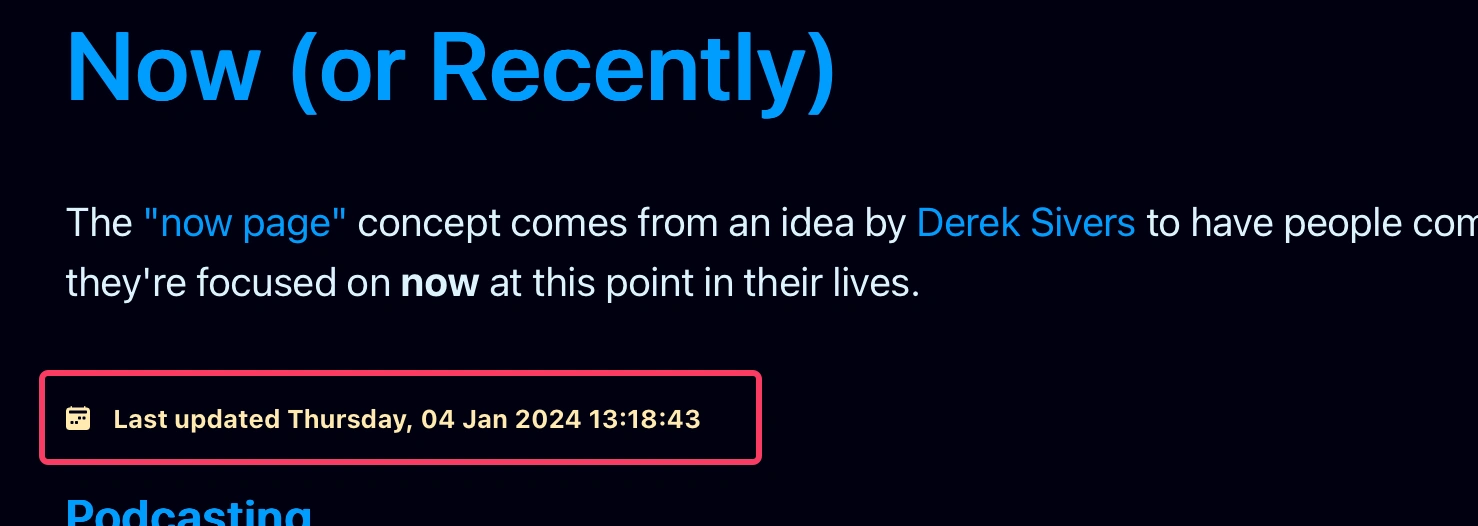 Now (or Recently)
The "now page" concept comes from an idea by Derek Sivers to have people
they're focused on now at this point in their lives.
Last updated Thursday, 04 Jan 2024 13:18:43
Podcasting